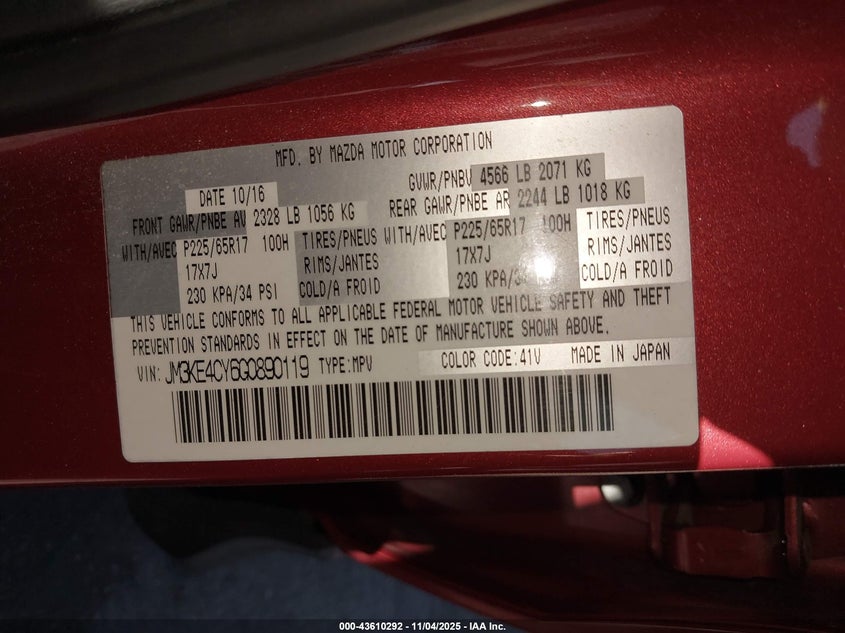 MFD. BY MAZDA MOTOR CORPORATION
DATE 10/16
GVWR/PNBV 4566 LB 2071 KG
FRONT GAWR/PNBE AV 2328 LB 1056 KG
REAR GAWR/PNBE AR 2244 LB 1018 KG
WITH/AVEC P225/65R17 100H TIRES/PNEUS WITH/AVEC P225/65R17 100H TIRES/PNEUS
17X7J RIMS/JANTES 17X7J RIMS/JANTES
230 KPA/34 PSI COLD/A FROID 230 KPA/34 COLD/A FROID
THIS VEHICLE CONFORMS TO ALL APPLICABLE FEDERAL MOTOR VEHICLE SAFETY AND THEFT
PREVENTION STANDARDS IN EFFECT ON THE DATE OF MANUFACTURE SHOWN ABOVE.
VIN: JM3KE4CY6G0890119 TYPE:MPV COLOR CODE:41V MADE IN JAPAN
000-43610292 - 11/04/2025 - IAA Inc.